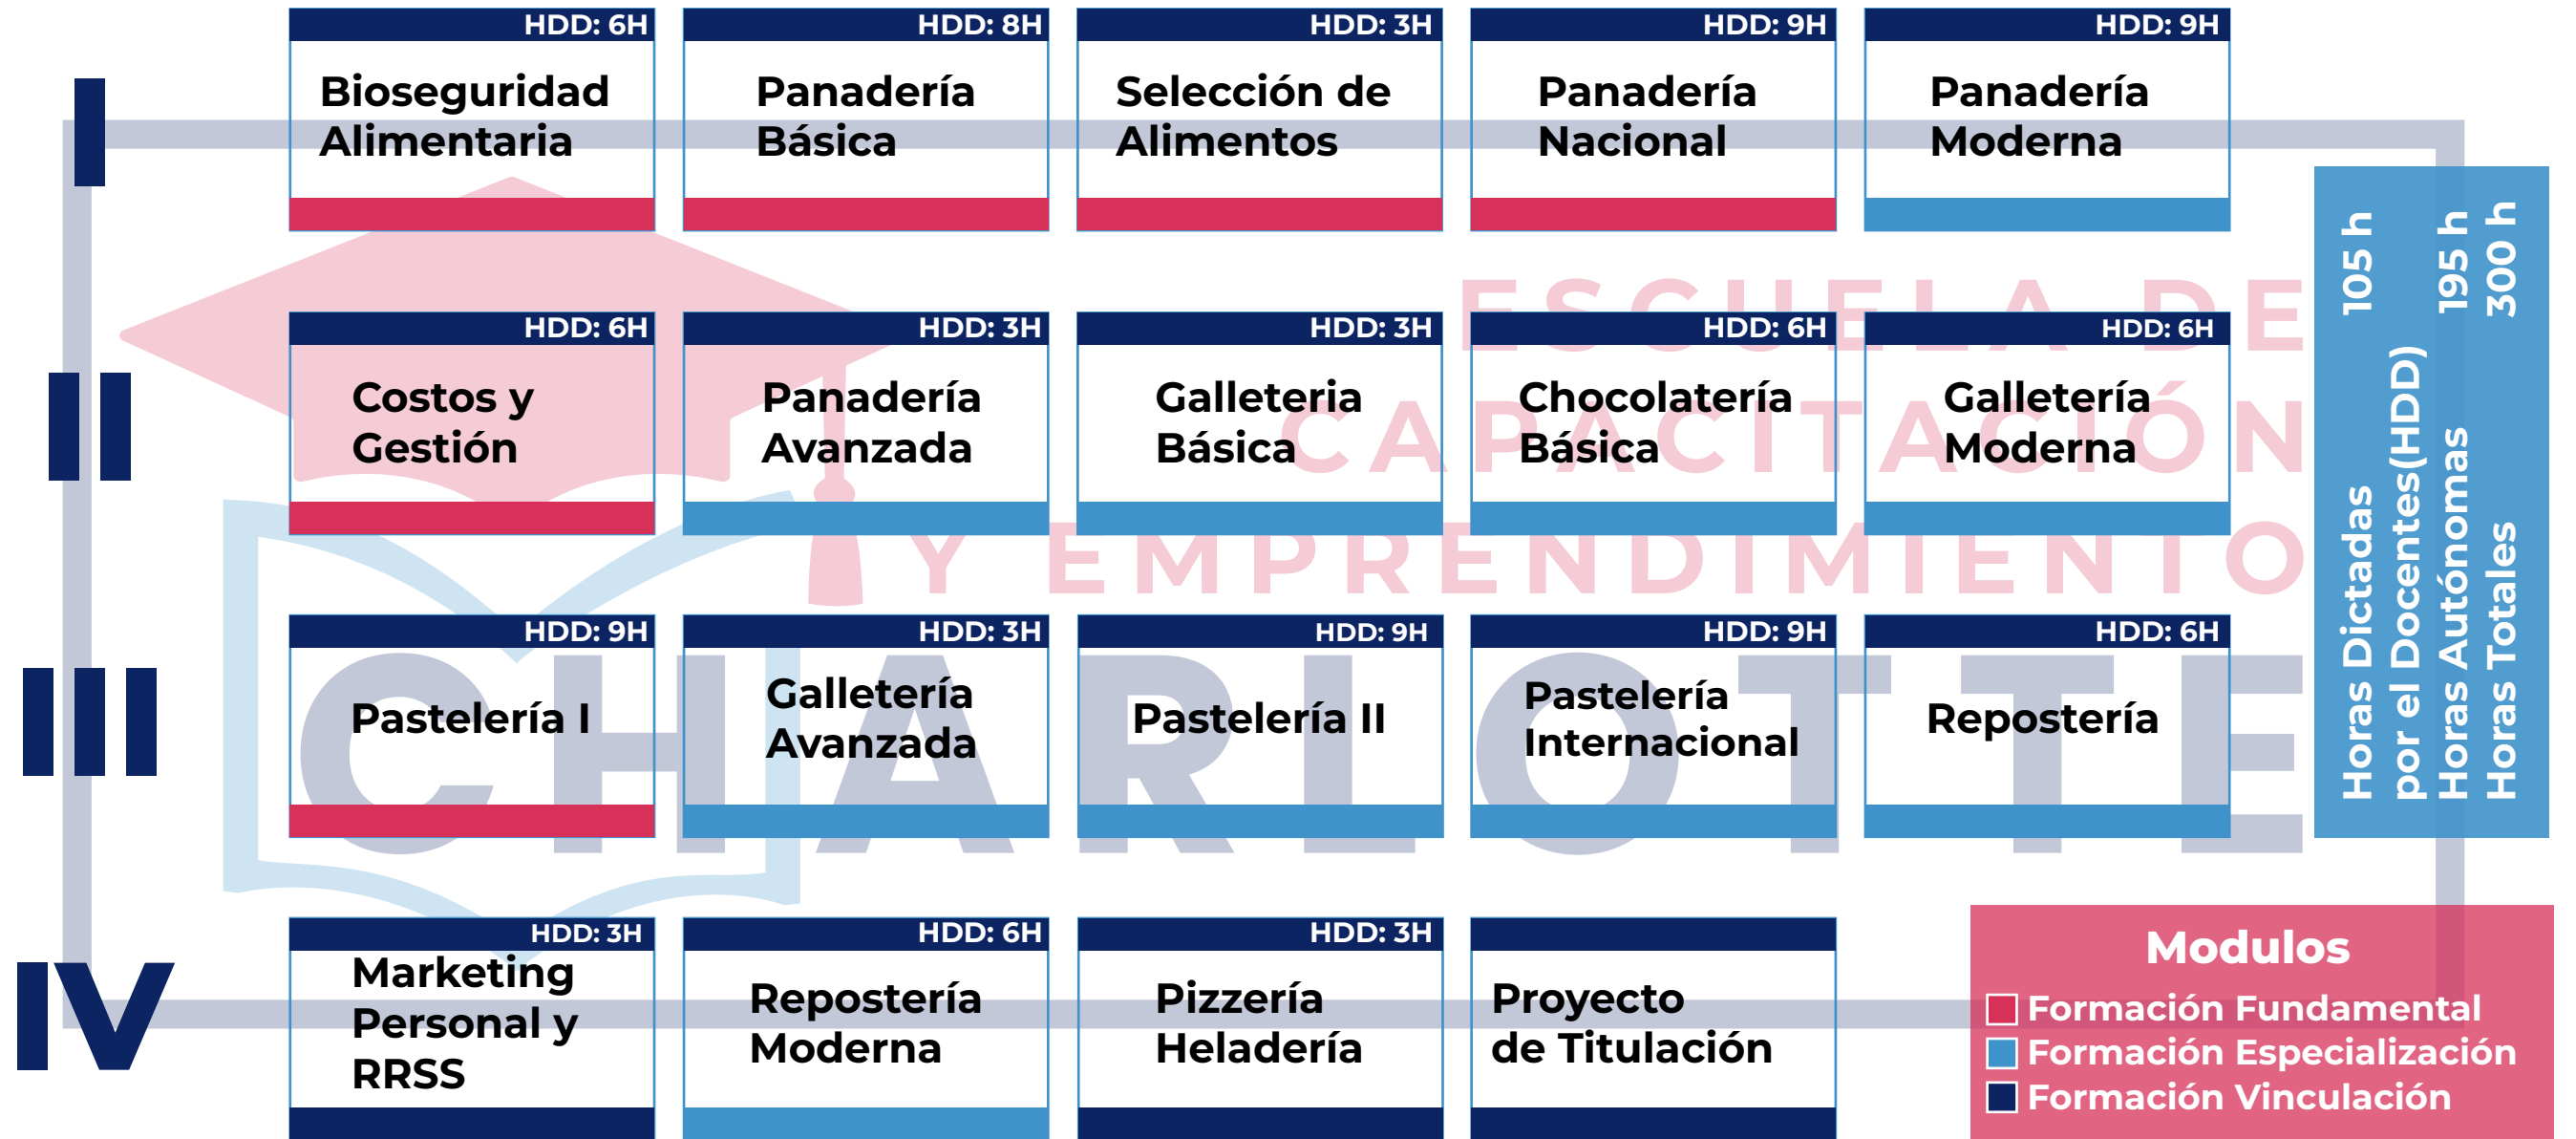 I
HDD: 6H
Bioseguridad
Alimentaria
HDD: 8H
Panadería
Básica
HDD: 3H
Selección de
Alimentos
HDD: 9H
Panadería
Nacional
HDD: 9H
Panadería
Moderna
II
HDD: 6H
Costos y
Gestión
HDD: 3H
Panadería
Avanzada
HDD: 3H
Galleteria
Básica
HDD: 6H
Chocolatería
Básica
HDD: 6H
Galletería
Moderna
III
HDD: 9H
Pastelería I
HDD: 3H
Galletería
Avanzada
HDD: 9H
Pastelería II
HDD: 9H
Pastelería
Internacional
HDD: 6H
Repostería
IV
HDD: 3H
Marketing
Personal y
RRSS
HDD: 6H
Repostería
Moderna
HDD: 3H
Pizzería
Heladería
Proyecto
de Titulación
Horas Dictadas 105 h
por el Docentes(HDD)
Horas Autónomas 195 h
Horas Totales 300 h
Modulos
Formación Fundamental
Formación Especialización
Formación Vinculación
ESCUELA DE
CAPACITACIÓN
Y EMPRENDIMIENTO
CHARLOTTE